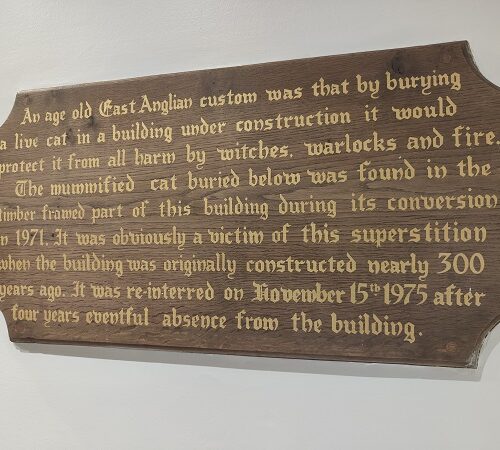 An age old East Anglian custom was that by burying
a live cat in a building under construction it would
protect it from all harm by witches, warlocks and fire.
The mummified cat buried below was found in the
timber framed part of this building during its conversion
in 1971. It was obviously a victim of this superstition
when the building was originally constructed nearly 300
years ago. It was re-interred on November 15th 1975 after
four years eventful absence from the building.